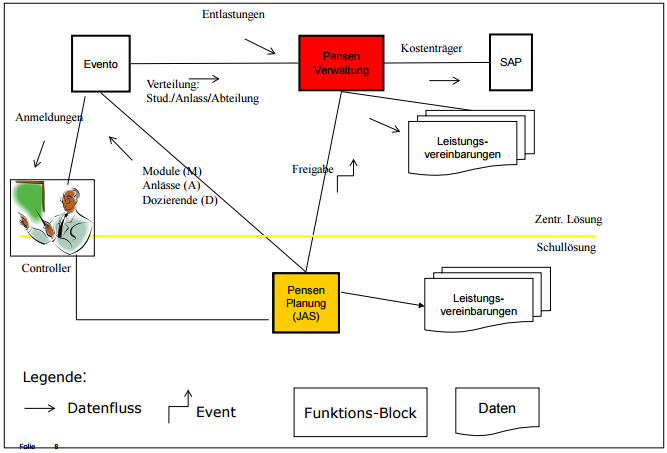 Entlastungen
Evento
Pensen
Verwaltung
Kostenträger
SAP
Verteilung:
Stud./Anlass/Abteilung
Anmeldungen
Leistungs-
vereinbarungen
Module (M)
Anlässe (A)
Dozierende (D)
Freigabe
Zentr. Lösung
Schullösung
Controller
Pensen
Planung
(JAS)
Leistungs-
vereinbarungen
Legende:
Datenfluss
Event
Funktions-Block
Daten
Folie 8